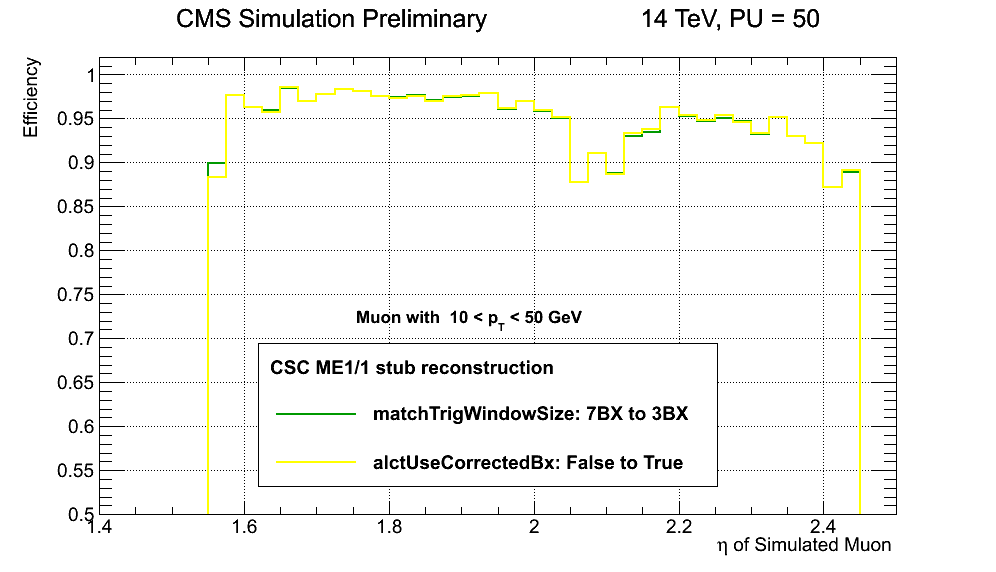 CMS Simulation Preliminary 14 TeV, PU = 50
Efficiency
1
0.95
0.9
0.85
0.8
0.75
0.7
0.65
0.6
0.55
0.5
Muon with 10 < pT < 50 GeV
CSC ME1/1 stub reconstruction
matchTrigWindowSize: 7BX to 3BX
alctUseCorrectedBx: False to True
1.4 1.6 1.8 2 2.2 2.4
η of Simulated Muon